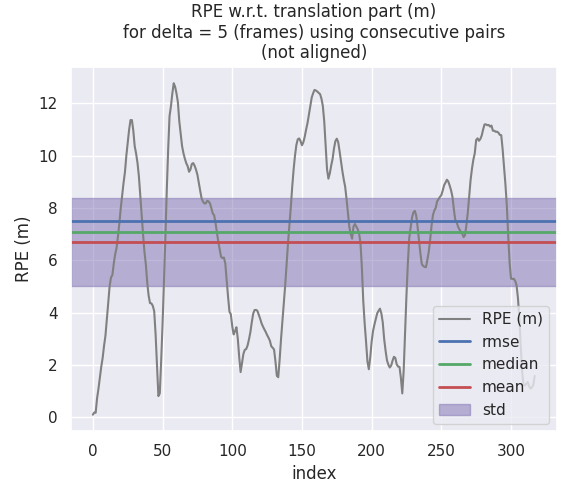 RPE w.r.t. translation part (m)
for delta = 5 (frames) using consecutive pairs
(not aligned)
12
10
8
6
4
2
0
RPE (m)
RPE (m)
rmse
median
mean
std
0 50 100 150 200 250 300
index